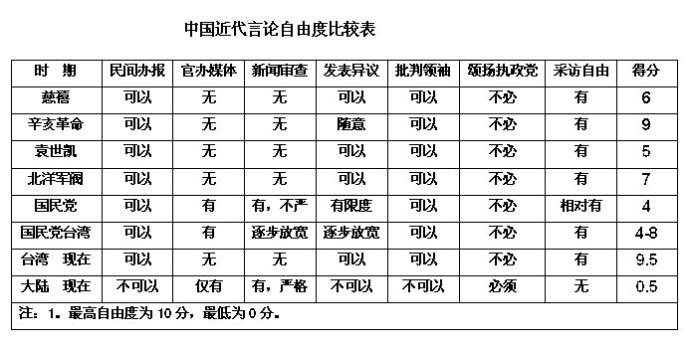 中国近代言论自由度比较表
时 期 民间办报 官办媒体 新闻审查 发表异议 批判领袖 颂扬执政党 采访自由 得分
慈禧 可以 无 无 可以 可以 不必 有 6
辛亥革命 可以 无 无 随意 可以 不必 有 9
袁世凯 可以 无 无 可以 可以 不必 有 5
北洋军阀 可以 无 无 可以 可以 不必 有 7
国民党 可以 有 有，不严 有限度 可以 不必 相对有 4
国民党台湾 可以 有 逐步放宽 逐步放宽 可以 不必 有 4-8
台湾 现在 可以 无 无 可以 可以 不必 有 9.5
大陆 现在 不可以 仅有 有，严格 不可以 不可以 必须 无 0.5
注：1。最高自由度为 10 分，最低为 0 分。